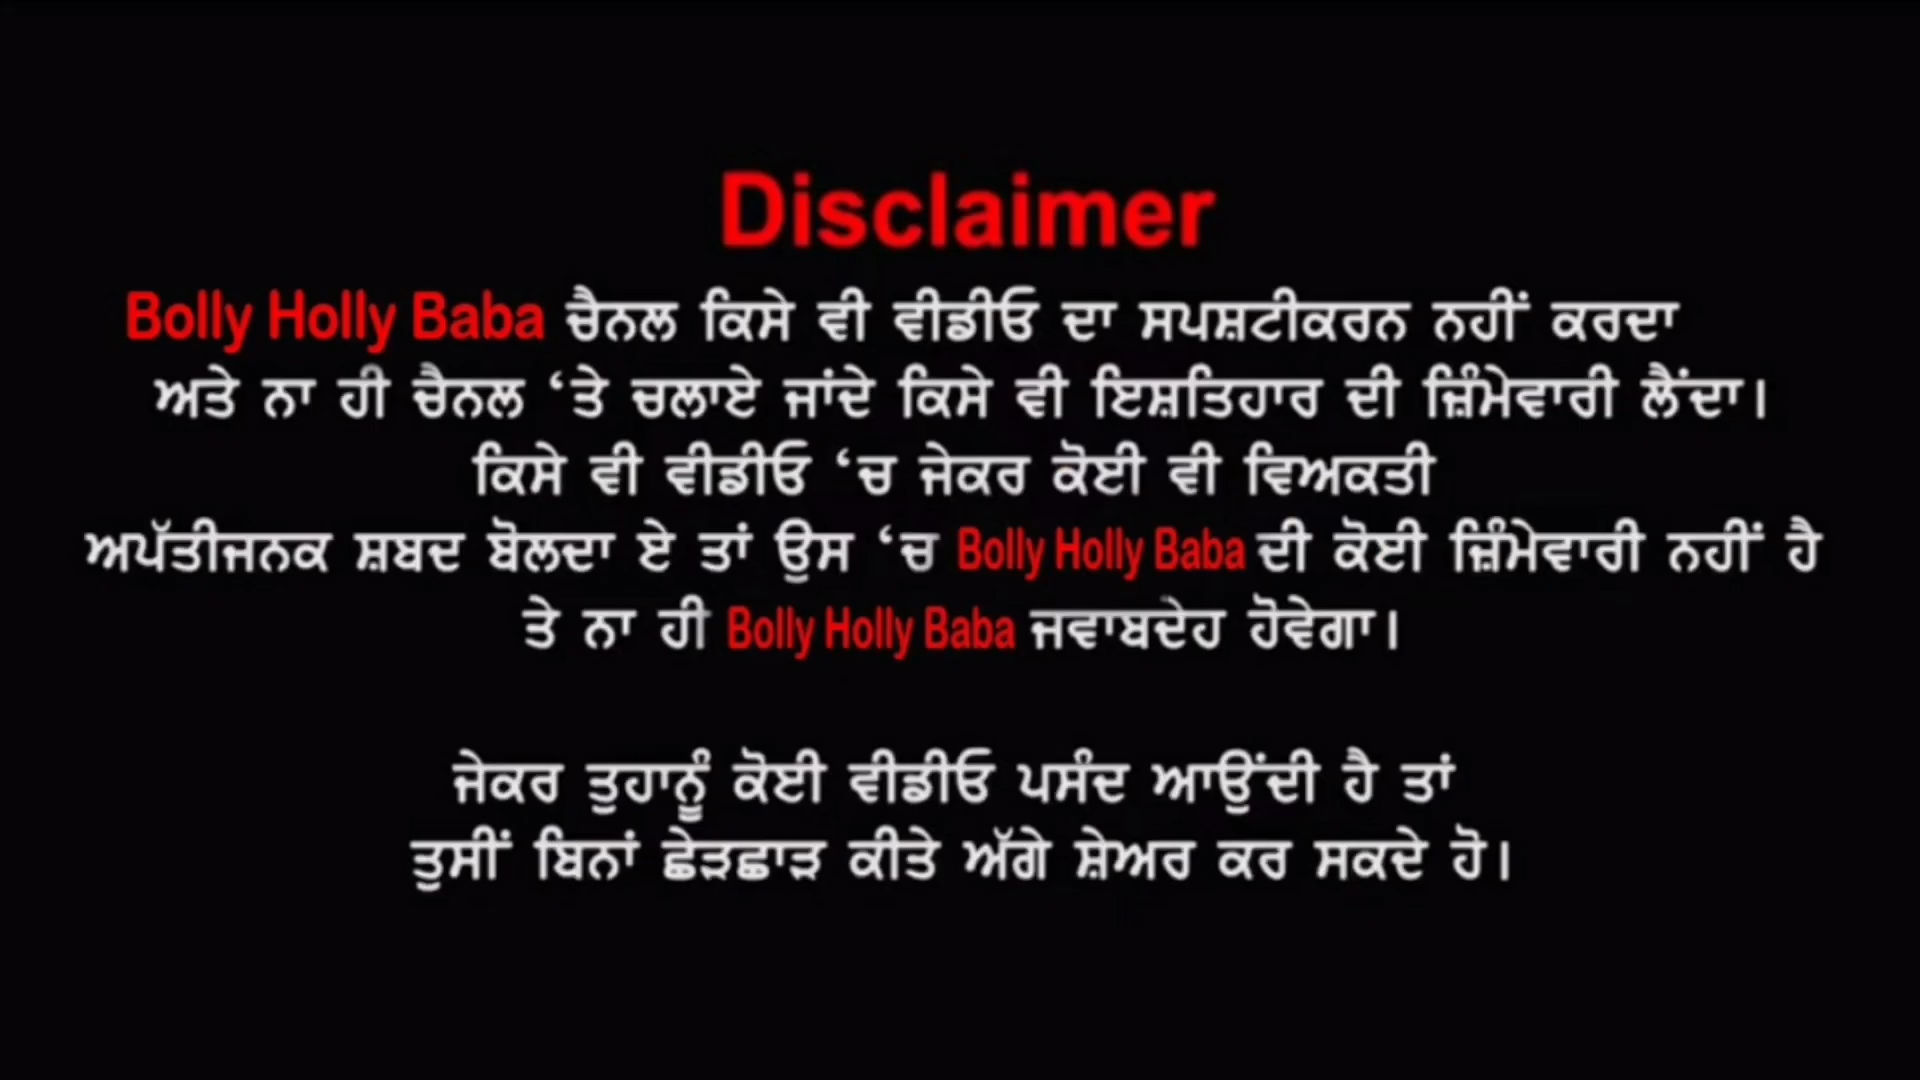 Disclaimer
Bolly Holly Baba ਚੈਨਲ ਕਿਸੇ ਵੀ ਵੀਡੀਓ ਦਾ ਸਪਸ਼ਟੀਕਰਨ ਨਹੀਂ ਕਰਦਾ
ਅਤੇ ਨਾ ਹੀ ਚੈਨਲ ‘ਤੇ ਚਲਾਏ ਜਾਂਦੇ ਕਿਸੇ ਵੀ ਇਸ਼ਤਿਹਾਰ ਦੀ ਜ਼ਿੰਮੇਵਾਰੀ ਲੈਂਦਾ।
ਕਿਸੇ ਵੀ ਵੀਡੀਓ ‘ਚ ਜੇਕਰ ਕੋਈ ਵੀ ਵਿਅਕਤੀ
ਅਪੱਤੀਜਨਕ ਸ਼ਬਦ ਬੋਲਦਾ ਏ ਤਾਂ ਉਸ ‘ਚ Bolly Holly Baba ਦੀ ਕੋਈ ਜ਼ਿੰਮੇਵਾਰੀ ਨਹੀਂ ਹੈ
ਤੇ ਨਾ ਹੀ Bolly Holly Baba ਜਵਾਬਦੇਹ ਹੋਵੇਗਾ।
ਜੇਕਰ ਤੁਹਾਨੂੰ ਕੋਈ ਵੀਡੀਓ ਪਸੰਦ ਆਉਂਦੀ ਹੈ ਤਾਂ
ਤੁਸੀਂ ਬਿਨਾਂ ਛੇੜਛਾੜ ਕੀਤੇ ਅੱਗੇ ਸ਼ੇਅਰ ਕਰ ਸਕਦੇ ਹੋ।